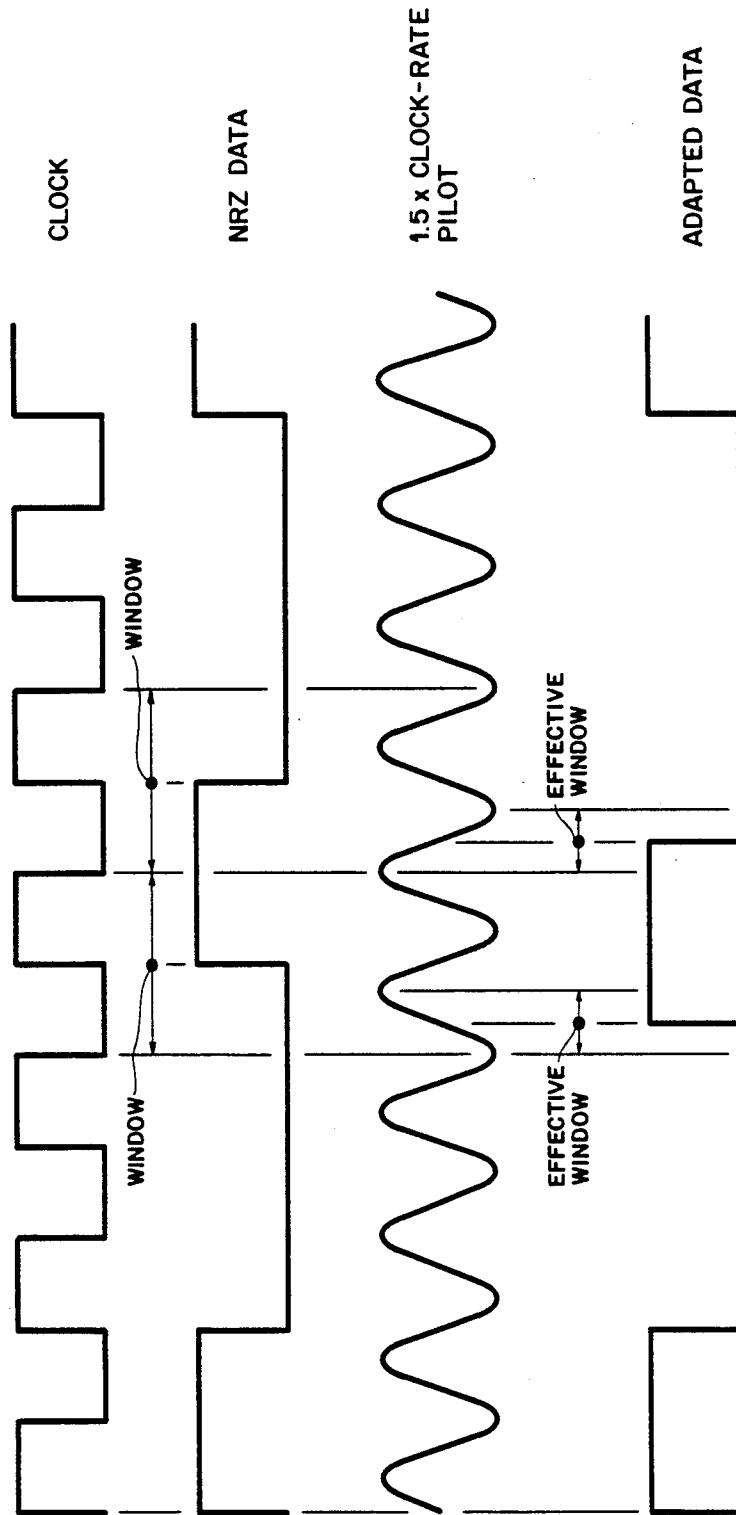 CLOCK
WINDOW
WINDOW
NRZ DATA
1.5 x CLOCK-RATE
PILOT
EFFECTIVE
WINDOW
EFFECTIVE
WINDOW
ADAPTED DATA